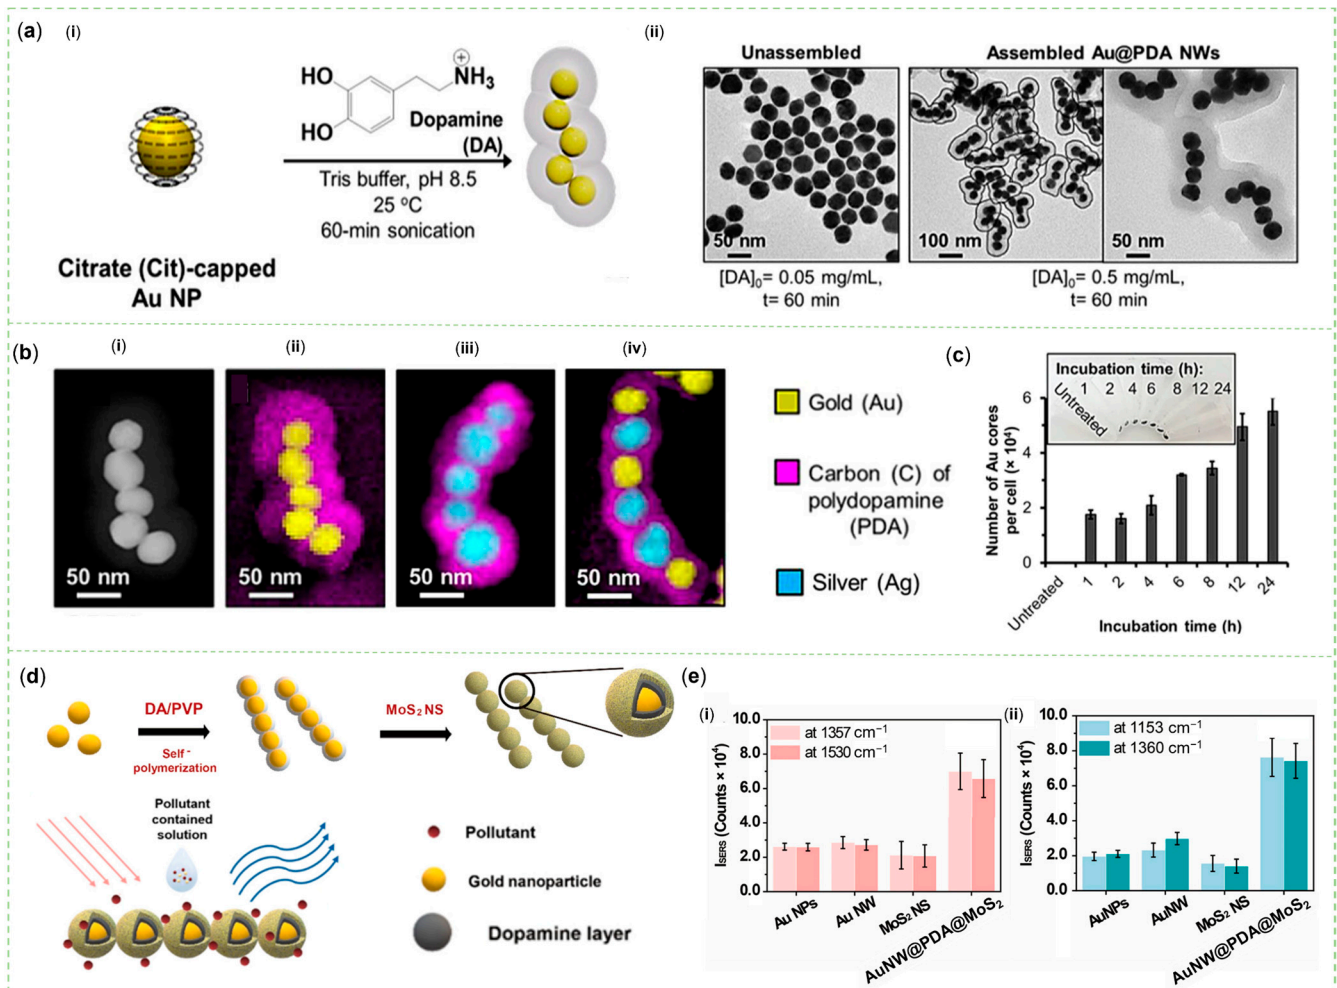 (a)
(i)
HO
HO
NH3
Dopamine
(DA)
Tris buffer, pH 8.5
25 °C
60-min sonication
Citrate (Cit)-capped
Au NP
(ii)
Unassembled
Assembled Au@PDA NWs
50 nm
100 nm
50 nm
[DA]0= 0.05 mg/mL,
t= 60 min
[DA]0= 0.5 mg/mL,
t= 60 min
(b)
(i)
(ii)
(iii)
(iv)
50 nm
50 nm
50 nm
50 nm
Gold (Au)
Carbon (C) of
polydopamine
(PDA)
Silver (Ag)
(c)
Incubation time (h):
1 2 4 6 8 12 24
Untreated
Number of Au cores
per cell (× 10⁴)
6
4
2
0
Untreated
1
2
4
6
8
12
24
Incubation time (h)
(d)
DA/PVP
Self -
polymerization
MoS2 NS
Pollutant
contained
solution
Pollutant
Gold nanoparticle
Dopamine layer
(e)
(i)
ISERS (Counts × 10⁴)
10.0
8.0
6.0
4.0
2.0
0.0
at 1357 cm⁻¹
at 1530 cm⁻¹
Au NPs
Au NW
MoS2 NS
AuNW@PDA@MoS2
(ii)
ISERS (Counts × 10⁴)
10.0
8.0
6.0
4.0
2.0
0.0
at 1153 cm⁻¹
at 1360 cm⁻¹
AuNPs
AuNW
MoS2 NS
AuNW@PDA@MoS2